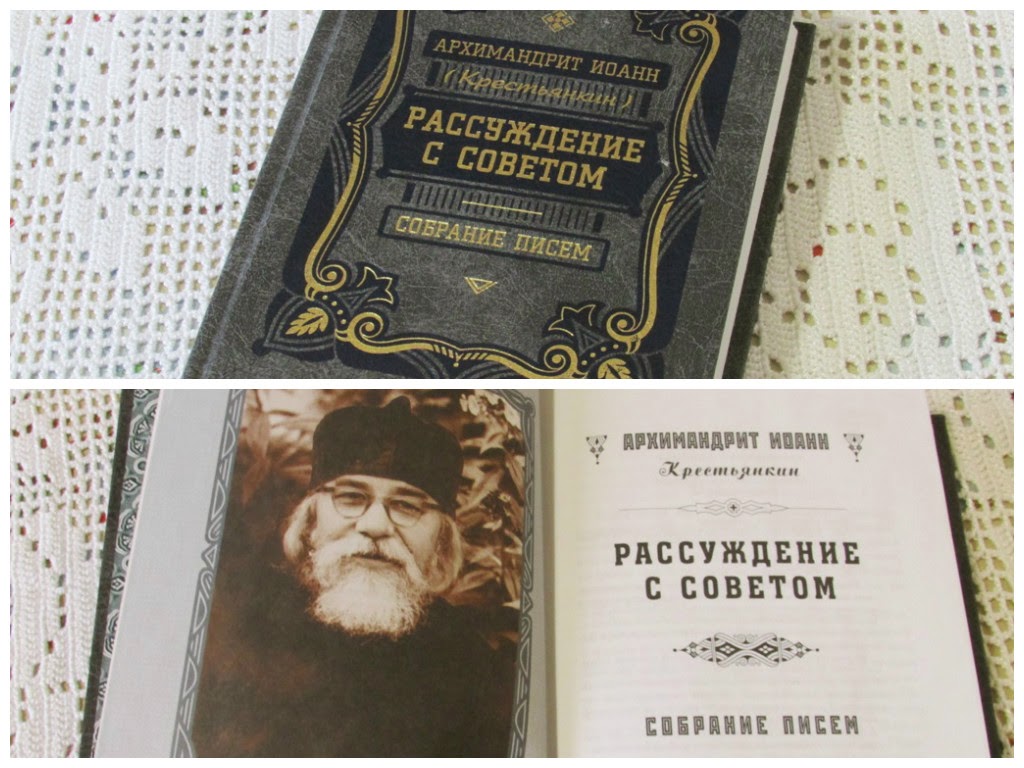 АРХИМАНДРИТ ИОАНН
(Крестьянкин)
РАССУЖДЕНИЕ
С СОВЕТОМ
СОБРАНИЕ ПИСЕМ
АРХИМАНДРИТ ИОАНН
Крестьянкин
РАССУЖДЕНИЕ
С СОВЕТОМ
СОБРАНИЕ ПИСЕМ